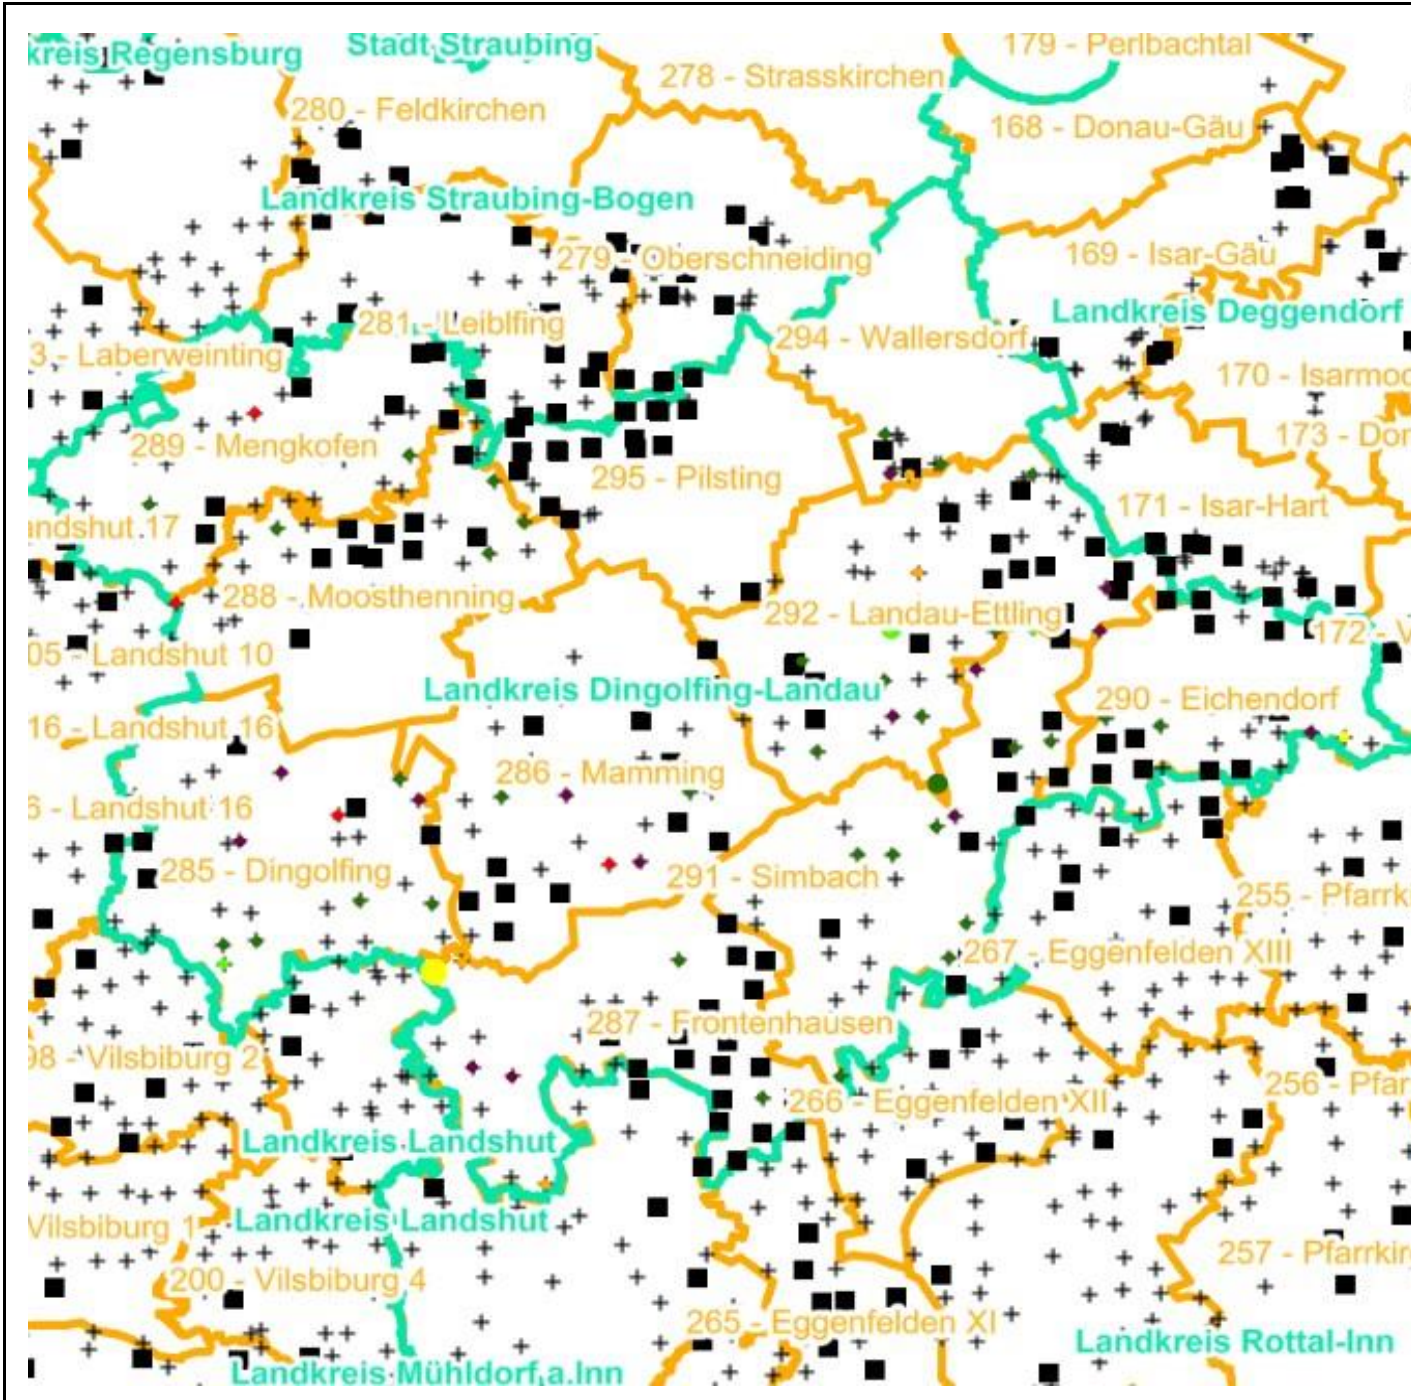 kreis Regensburg
Stadt Straubing
179 - Perlbachtal
278 - Strasskirchen
280 - Feldkirchen
168 - Donau-Gäu
Landkreis Straubing-Bogen
279 - Oberschneiding
169 - Isar-Gäu
Landkreis Deggendorf
281 - Leiblfing
294 - Wallersdorf
3 - Laberweinting
170 - Isarmoo
289 - Mengkofen
173 - Don
295 - Pilsting
171 - Isar-Hart
andshut 17
288 - Moosthenning
292 - Landau-Ettling
172 - V
05 - Landshut 10
Landkreis Dingolfing-Landau
290 - Eichendorf
16 - Landshut 16
286 - Mamming
6 - Landshut 16
285 - Dingolfing
291 - Simbach
255 - Pfarrk
267 - Eggenfelden XIII
287 - Frontenhausen
98 - Vilsbiburg 2
256 - Pfar
266 - Eggenfelden XII
Landkreis Landshut
Landkreis Landshut
Vilsbiburg 1
257 - Pfarrkir
200 - Vilsbiburg 4
265 - Eggenfelden XI
Landkreis Rottal-Inn
Landkreis Mühldorf a.Inn